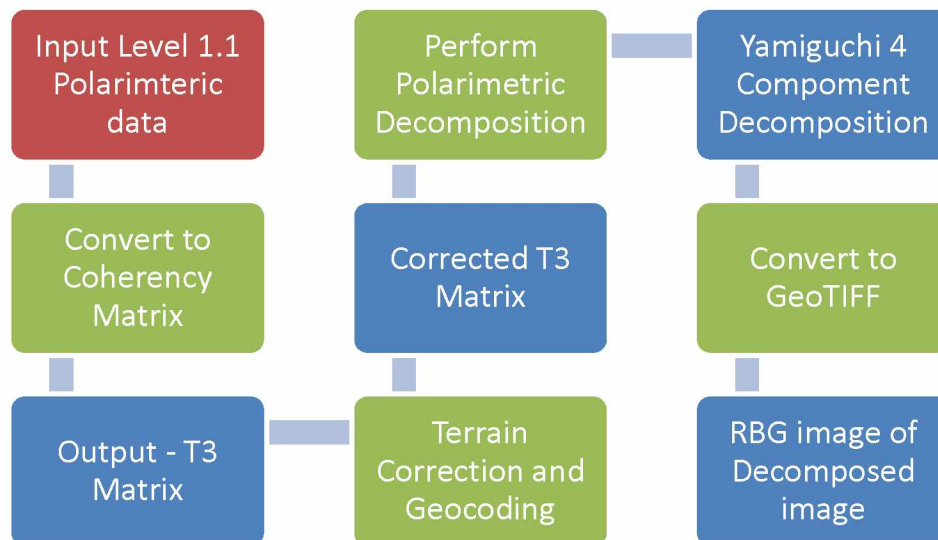 Input Level 1.1
Polarimteric
data
Convert to
Coherency
Matrix
Output - T3
Matrix
Terrain
Correction and
Geocoding
Corrected T3
Matrix
Perform
Polarimetric
Decomposition
Yamiguchi 4
Compoment
Decomposition
Convert to
GeoTIFF
RBG image of
Decomposed
image